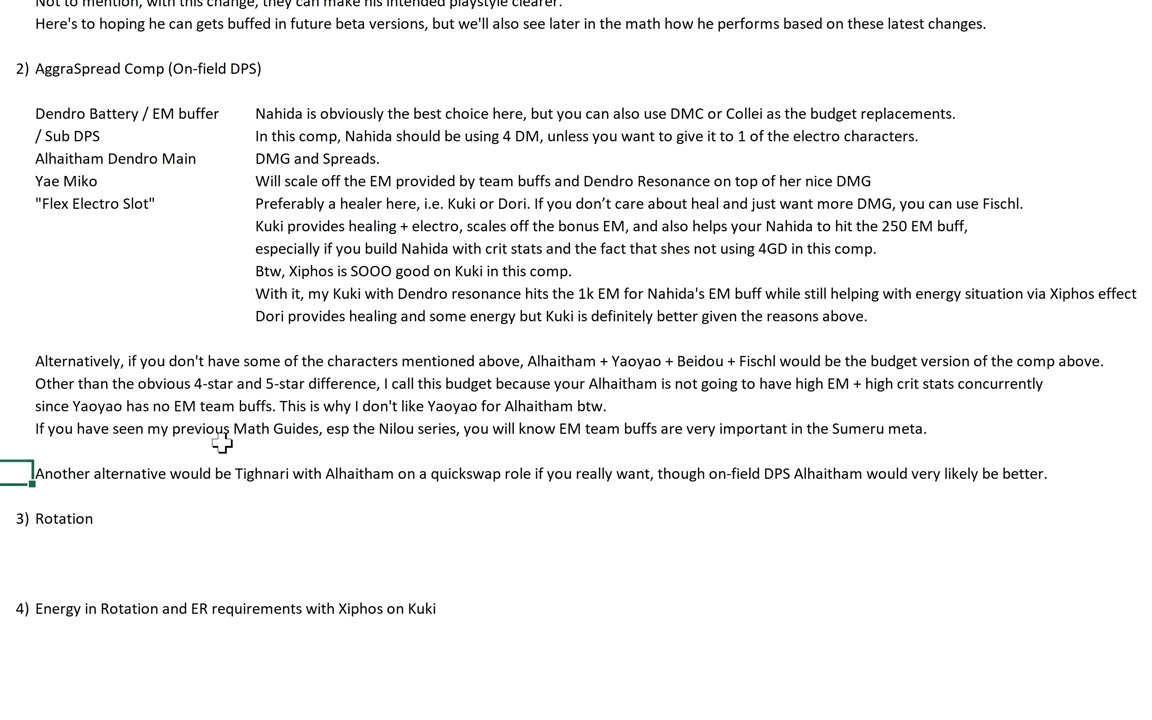 Not to mention, with this change, they can make his intended playstyle clearer.
Here's to hoping he can gets buffed in future beta versions, but we'll also see later in the math how he performs based on these latest changes.
2) AggraSpread Comp (On-field DPS)
Dendro Battery / EM buffer Nahida is obviously the best choice here, but you can also use DMC or Collei as the budget replacements.
/ Sub DPS In this comp, Nahida should be using 4 DM, unless you want to give it to 1 of the electro characters.
Alhaitham Dendro Main DMG and Spreads.
Yae Miko Will scale off the EM provided by team buffs and Dendro Resonance on top of her nice DMG
"Flex Electro Slot" Preferably a healer here, i.e. Kuki or Dori. If you don’t care about heal and just want more DMG, you can use Fischl.
Kuki provides healing + electro, scales off the bonus EM, and also helps your Nahida to hit the 250 EM buff,
especially if you build Nahida with crit stats and the fact that shes not using 4GD in this comp.
Btw, Xiphos is SOOO good on Kuki in this comp.
With it, my Kuki with Dendro resonance hits the 1k EM for Nahida's EM buff while still helping with energy situation via Xiphos effect
Dori provides healing and some energy but Kuki is definitely better given the reasons above.
Alternatively, if you don't have some of the characters mentioned above, Alhaitham + Yaoyao + Beidou + Fischl would be the budget version of the comp above.
Other than the obvious 4-star and 5-star difference, I call this budget because your Alhaitham is not going to have high EM + high crit stats concurrently
since Yaoyao has no EM team buffs. This is why I don't like Yaoyao for Alhaitham btw.
If you have seen my previous Math Guides, esp the Nilou series, you will know EM team buffs are very important in the Sumeru meta.
Another alternative would be Tighnari with Alhaitham on a quickswap role if you really want, though on-field DPS Alhaitham would very likely be better.
3) Rotation
4) Energy in Rotation and ER requirements with Xiphos on Kuki